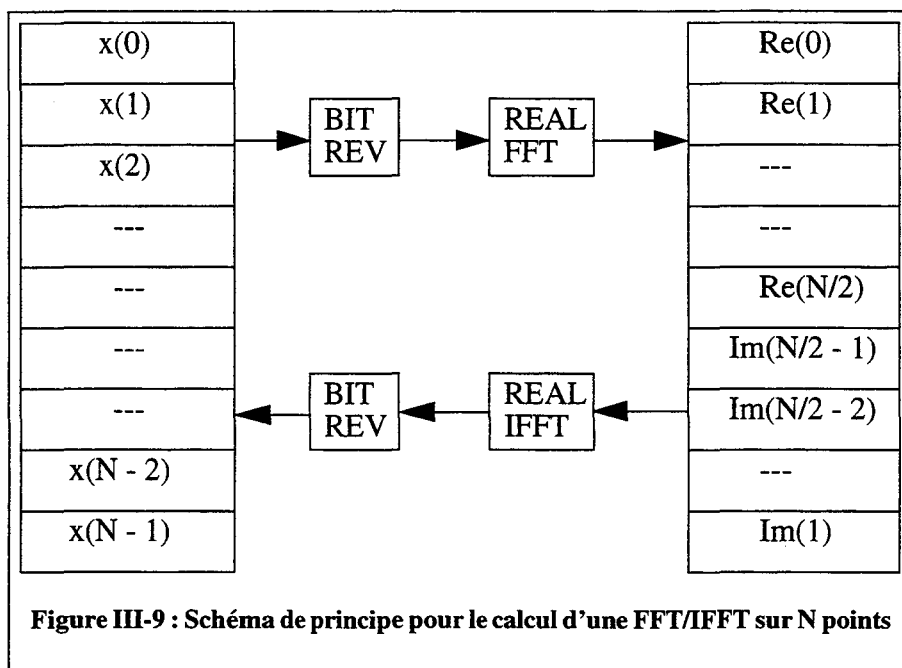 x(0)
x(1)
x(2)
---
---
---
---
x(N - 2)
x(N - 1)
BIT
REV
REAL
FFT
BIT
REV
REAL
IFFT
Re(0)
Re(1)
---
---
Re(N/2)
Im(N/2 - 1)
Im(N/2 - 2)
---
Im(1)
Figure III-9 : Schéma de principe pour le calcul d'une FFT/IFFT sur N points